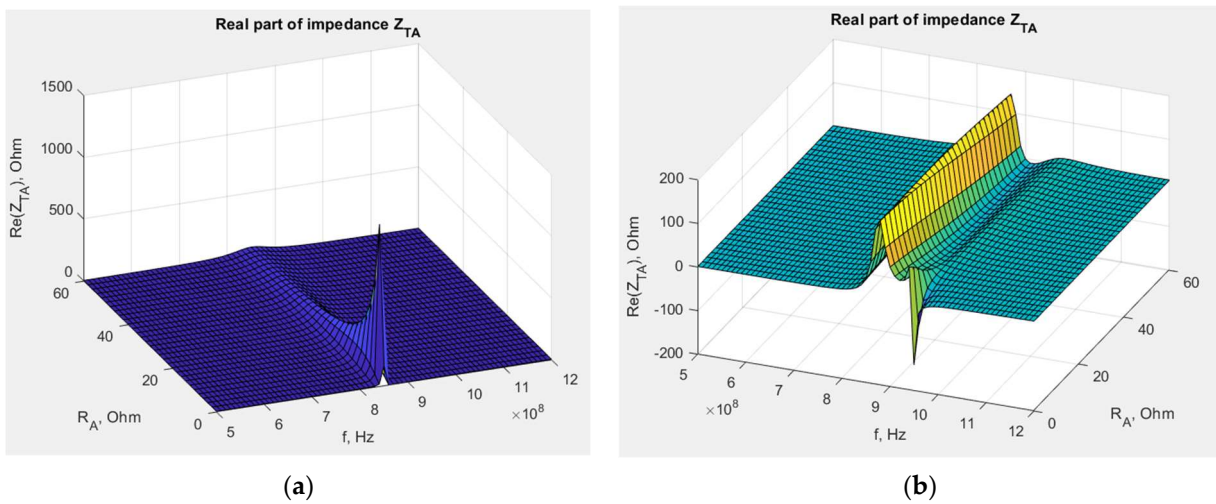 Real part of impedance Z_TA
1500
1000
500
0
Re(Z_TA), Ohm
60
40
20
0
R_A, Ohm
5 6 7 8 9 10 11 12
×10^8
f, Hz
(a)
Real part of impedance Z_TA
200
100
0
-100
-200
Re(Z_TA), Ohm
5 6 7 8 9 10 11 12
×10^8
f, Hz
60
40
20
0
R_A, Ohm
(b)